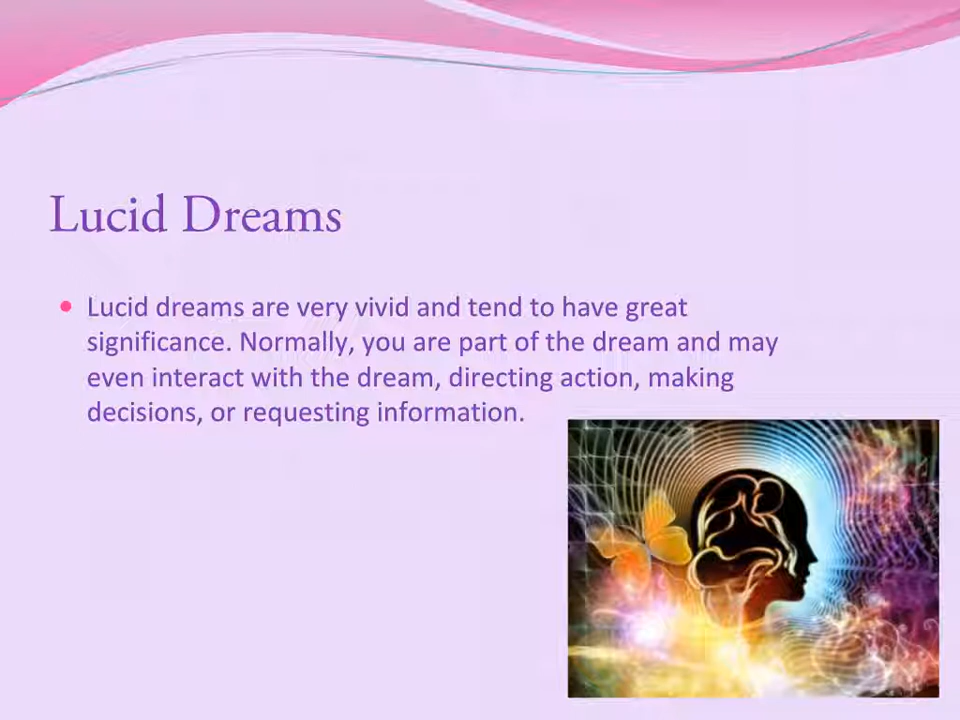 Lucid Dreams
Lucid dreams are very vivid and tend to have great
significance. Normally, you are part of the dream and may
even interact with the dream, directing action, making
decisions, or requesting information.